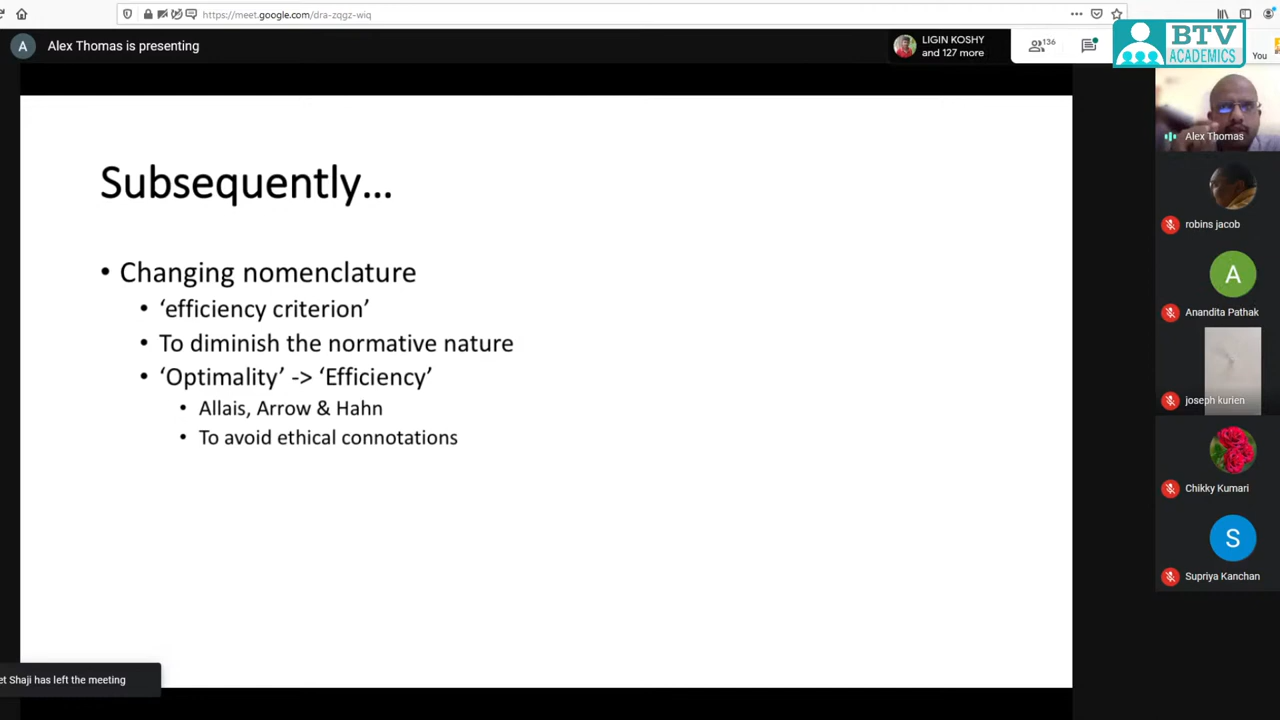 https://meet.google.com/dra-zqgz-wiq
A
Alex Thomas is presenting
LIGIN KOSHY
and 127 more
136
BTV
ACADEMICS
You
Subsequently...
• Changing nomenclature
• ‘efficiency criterion’
• To diminish the normative nature
• ‘Optimality’ -> ‘Efficiency’
• Allais, Arrow & Hahn
• To avoid ethical connotations
Alex Thomas
robins jacob
A
Anandita Pathak
joseph kurien
Chikky Kumari
S
Supriya Kanchan
et Shaji has left the meeting